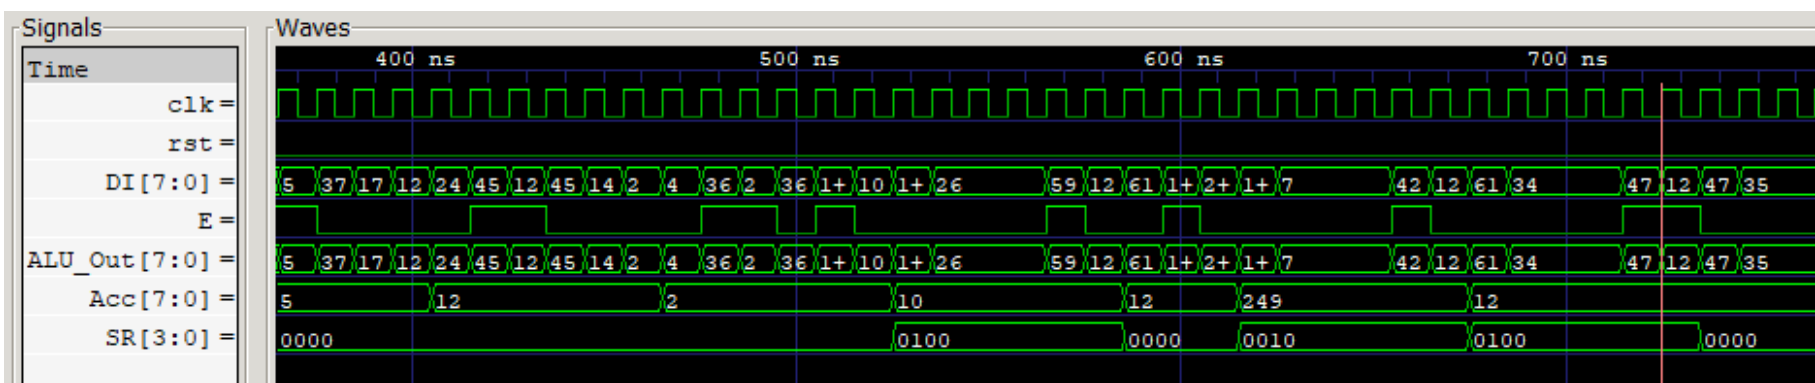 Signals Waves
Time 400 ns 500 ns 600 ns 700 ns
clk =
rst =
DI[7:0] = 5 37 17 12 24 45 12 45 14 2 4 36 2 36 1+ 10 1+ 26 59 12 61 1+ 2+ 1+ 7 42 12 61 34 47 12 47 35
E =
ALU_Out[7:0] = 5 37 17 12 24 45 12 45 14 2 4 36 2 36 1+ 10 1+ 26 59 12 61 1+ 2+ 1+ 7 42 12 61 34 47 12 47 35
Acc[7:0] = 5 12 2 10 12 249 12
SR[3:0] = 0000 0100 0000 0010 0100 0000